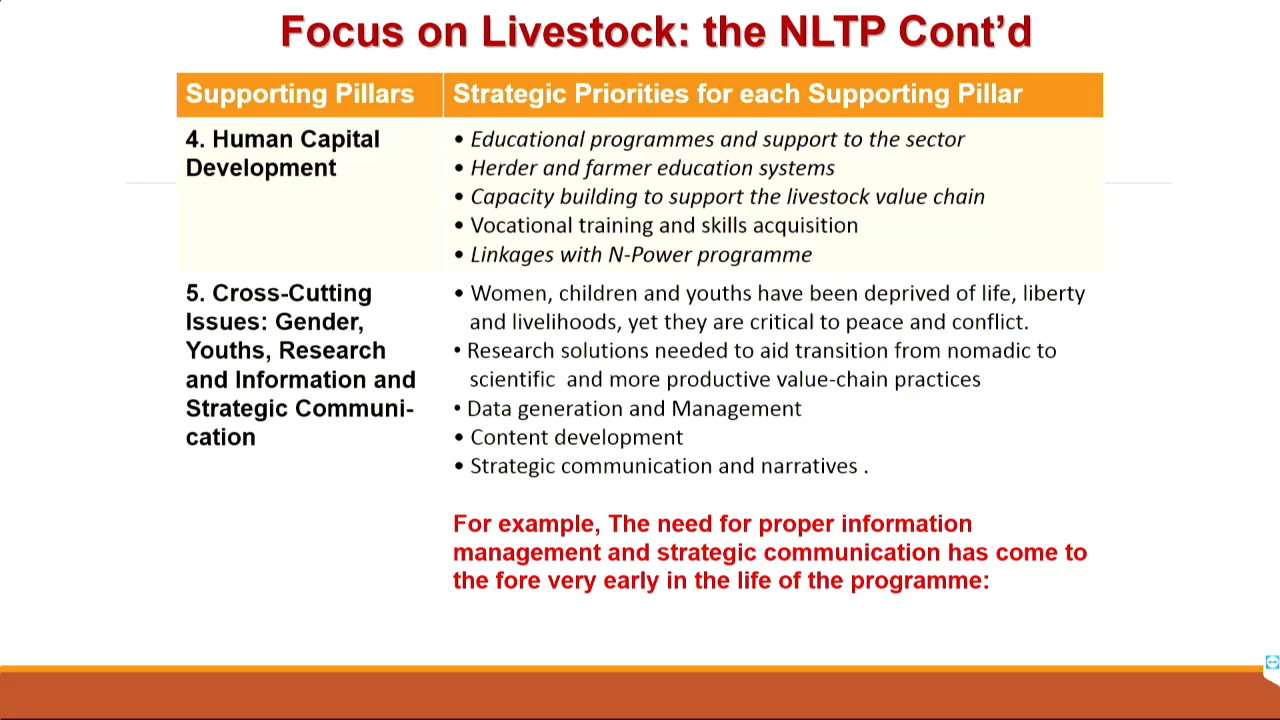 Focus on Livestock: the NLTP Cont’d
Supporting Pillars
Strategic Priorities for each Supporting Pillar
4. Human Capital
Development
• Educational programmes and support to the sector
• Herder and farmer education systems
• Capacity building to support the livestock value chain
• Vocational training and skills acquisition
• Linkages with N-Power programme
5. Cross-Cutting
Issues: Gender,
Youths, Research
and Information and
Strategic Communi-
cation
• Women, children and youths have been deprived of life, liberty
and livelihoods, yet they are critical to peace and conflict.
• Research solutions needed to aid transition from nomadic to
scientific and more productive value-chain practices
• Data generation and Management
• Content development
• Strategic communication and narratives .
For example, The need for proper information
management and strategic communication has come to
the fore very early in the life of the programme: